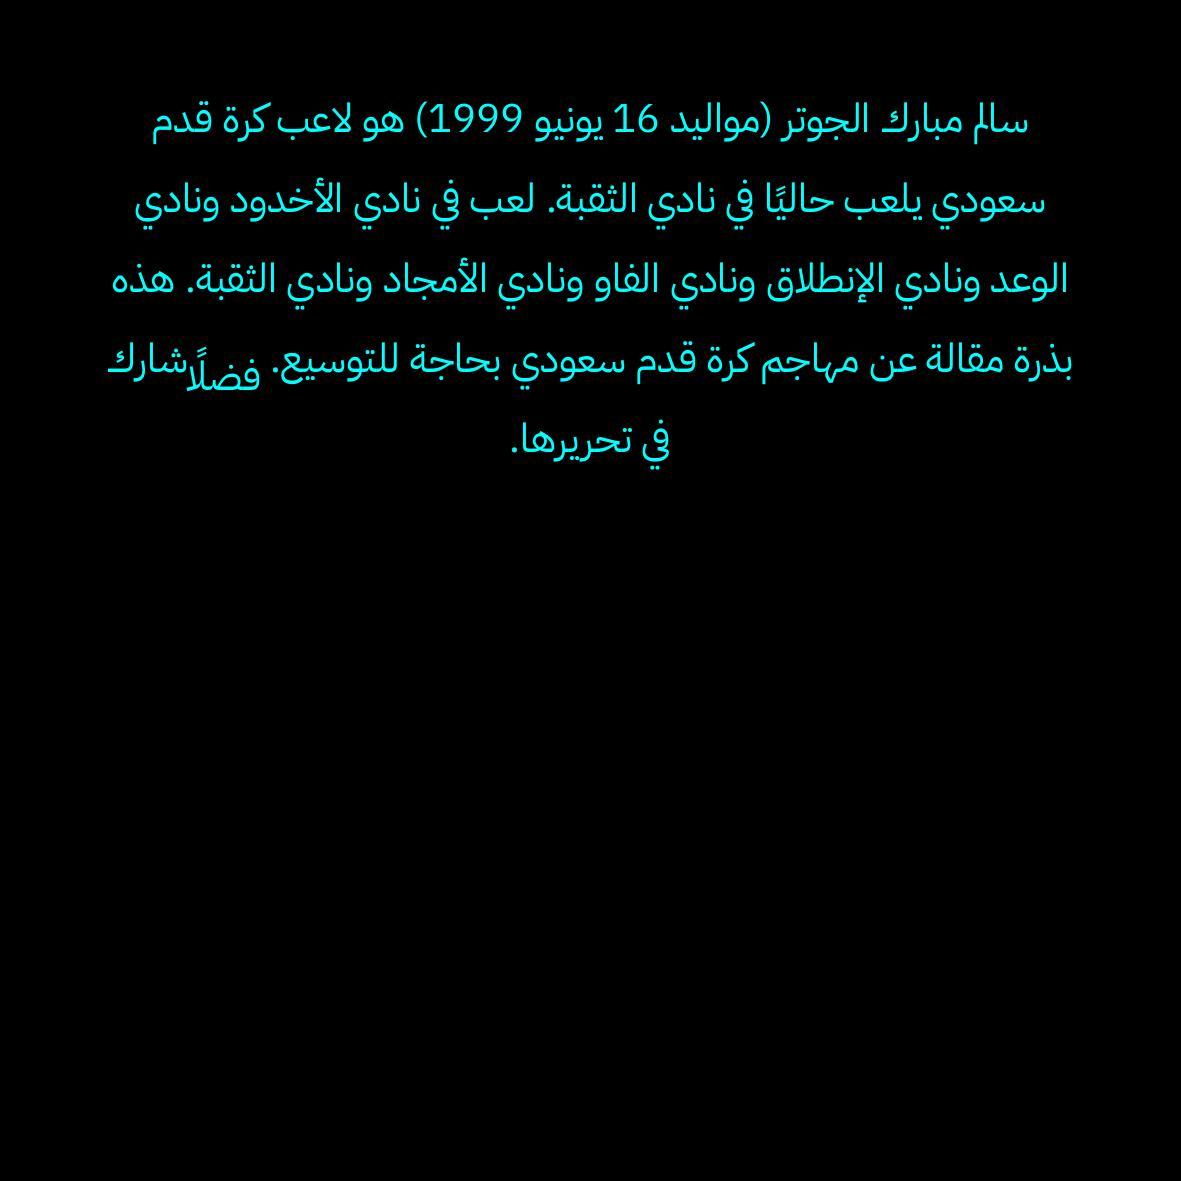 سالم مبارك الجوتر (مواليد 16 يونيو 1999) هو لاعب كرة قدم
سعودي يلعب حاليًا في نادي الثقبة. لعب في نادي الأخدود ونادي
الوعد ونادي الإنطلاق ونادي الفاو ونادي الأمجاد ونادي الثقبة. هذه
بذرة مقالة عن مهاجم كرة قدم سعودي بحاجة للتوسيع. فضلًا شارك
في تحريرها.